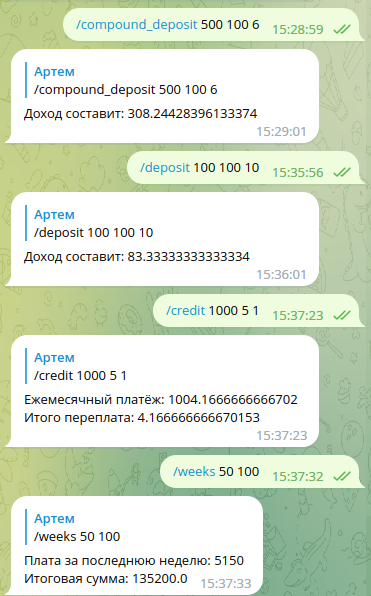 /compound_deposit 500 100 6 15:28:59
Артем
/compound_deposit 500 100 6
Доход составит: 308.24428396133374
15:29:01
/deposit 100 100 10 15:35:56
Артем
/deposit 100 100 10
Доход составит: 83.33333333333334
15:36:01
/credit 1000 5 1 15:37:23
Артем
/credit 1000 5 1
Ежемесячный платёж: 1004.1666666666702
Итого переплата: 4.166666666670153
15:37:23
/weeks 50 100 15:37:32
Артем
/weeks 50 100
Плата за последнюю неделю: 5150
Итоговая сумма: 135200.0 15:37:33